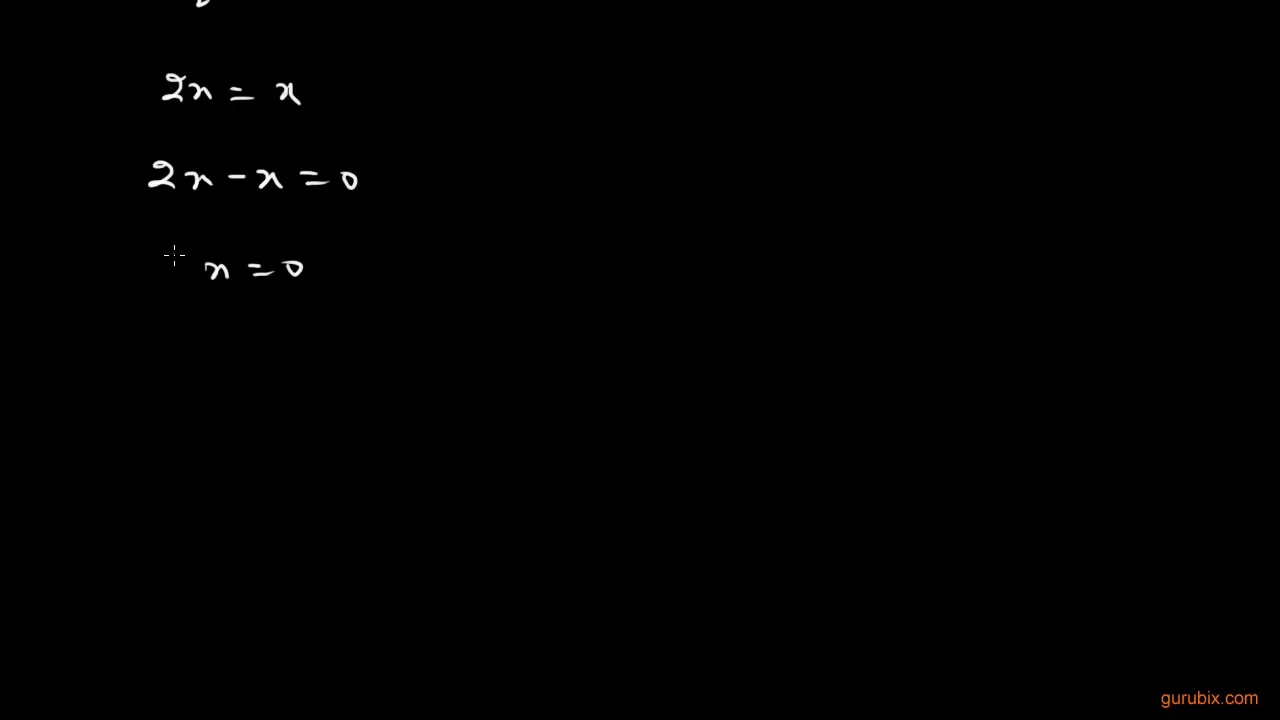 2x = x
2x - x = 0
x = 0
gurubix.com